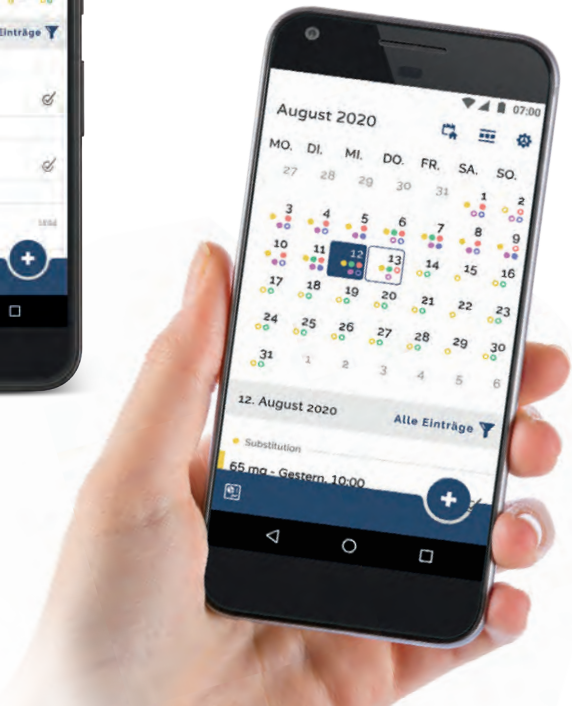 Einträge
1884
07:00
August 2020
MO. DI. MI. DO. FR. SA. SO.
27 28 29 30 31 1 2
3 4 5 6 7 8 9
10 11 12 13 14 15 16
17 18 19 20 21 22 23
24 25 26 27 28 29 30
31 1 2 3 4 5 6
12. August 2020 Alle Einträge
Substitution
65 mg - Gestern, 10:00